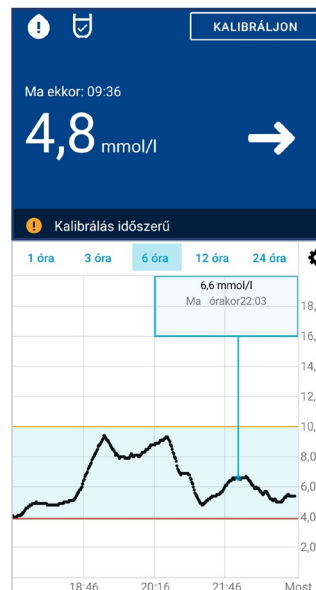 KALIBRÁLJON
Ma ekkor: 09:36
4,8 mmol/l
Kalibrálás időszerű
1 óra 3 óra 6 óra 12 óra 24 óra
6,6 mmol/l
Ma órakor22:03
18,
16,
14,
12,
10,
8,0
6,0
4,0
2,0
18:46 20:16 21:46 Most